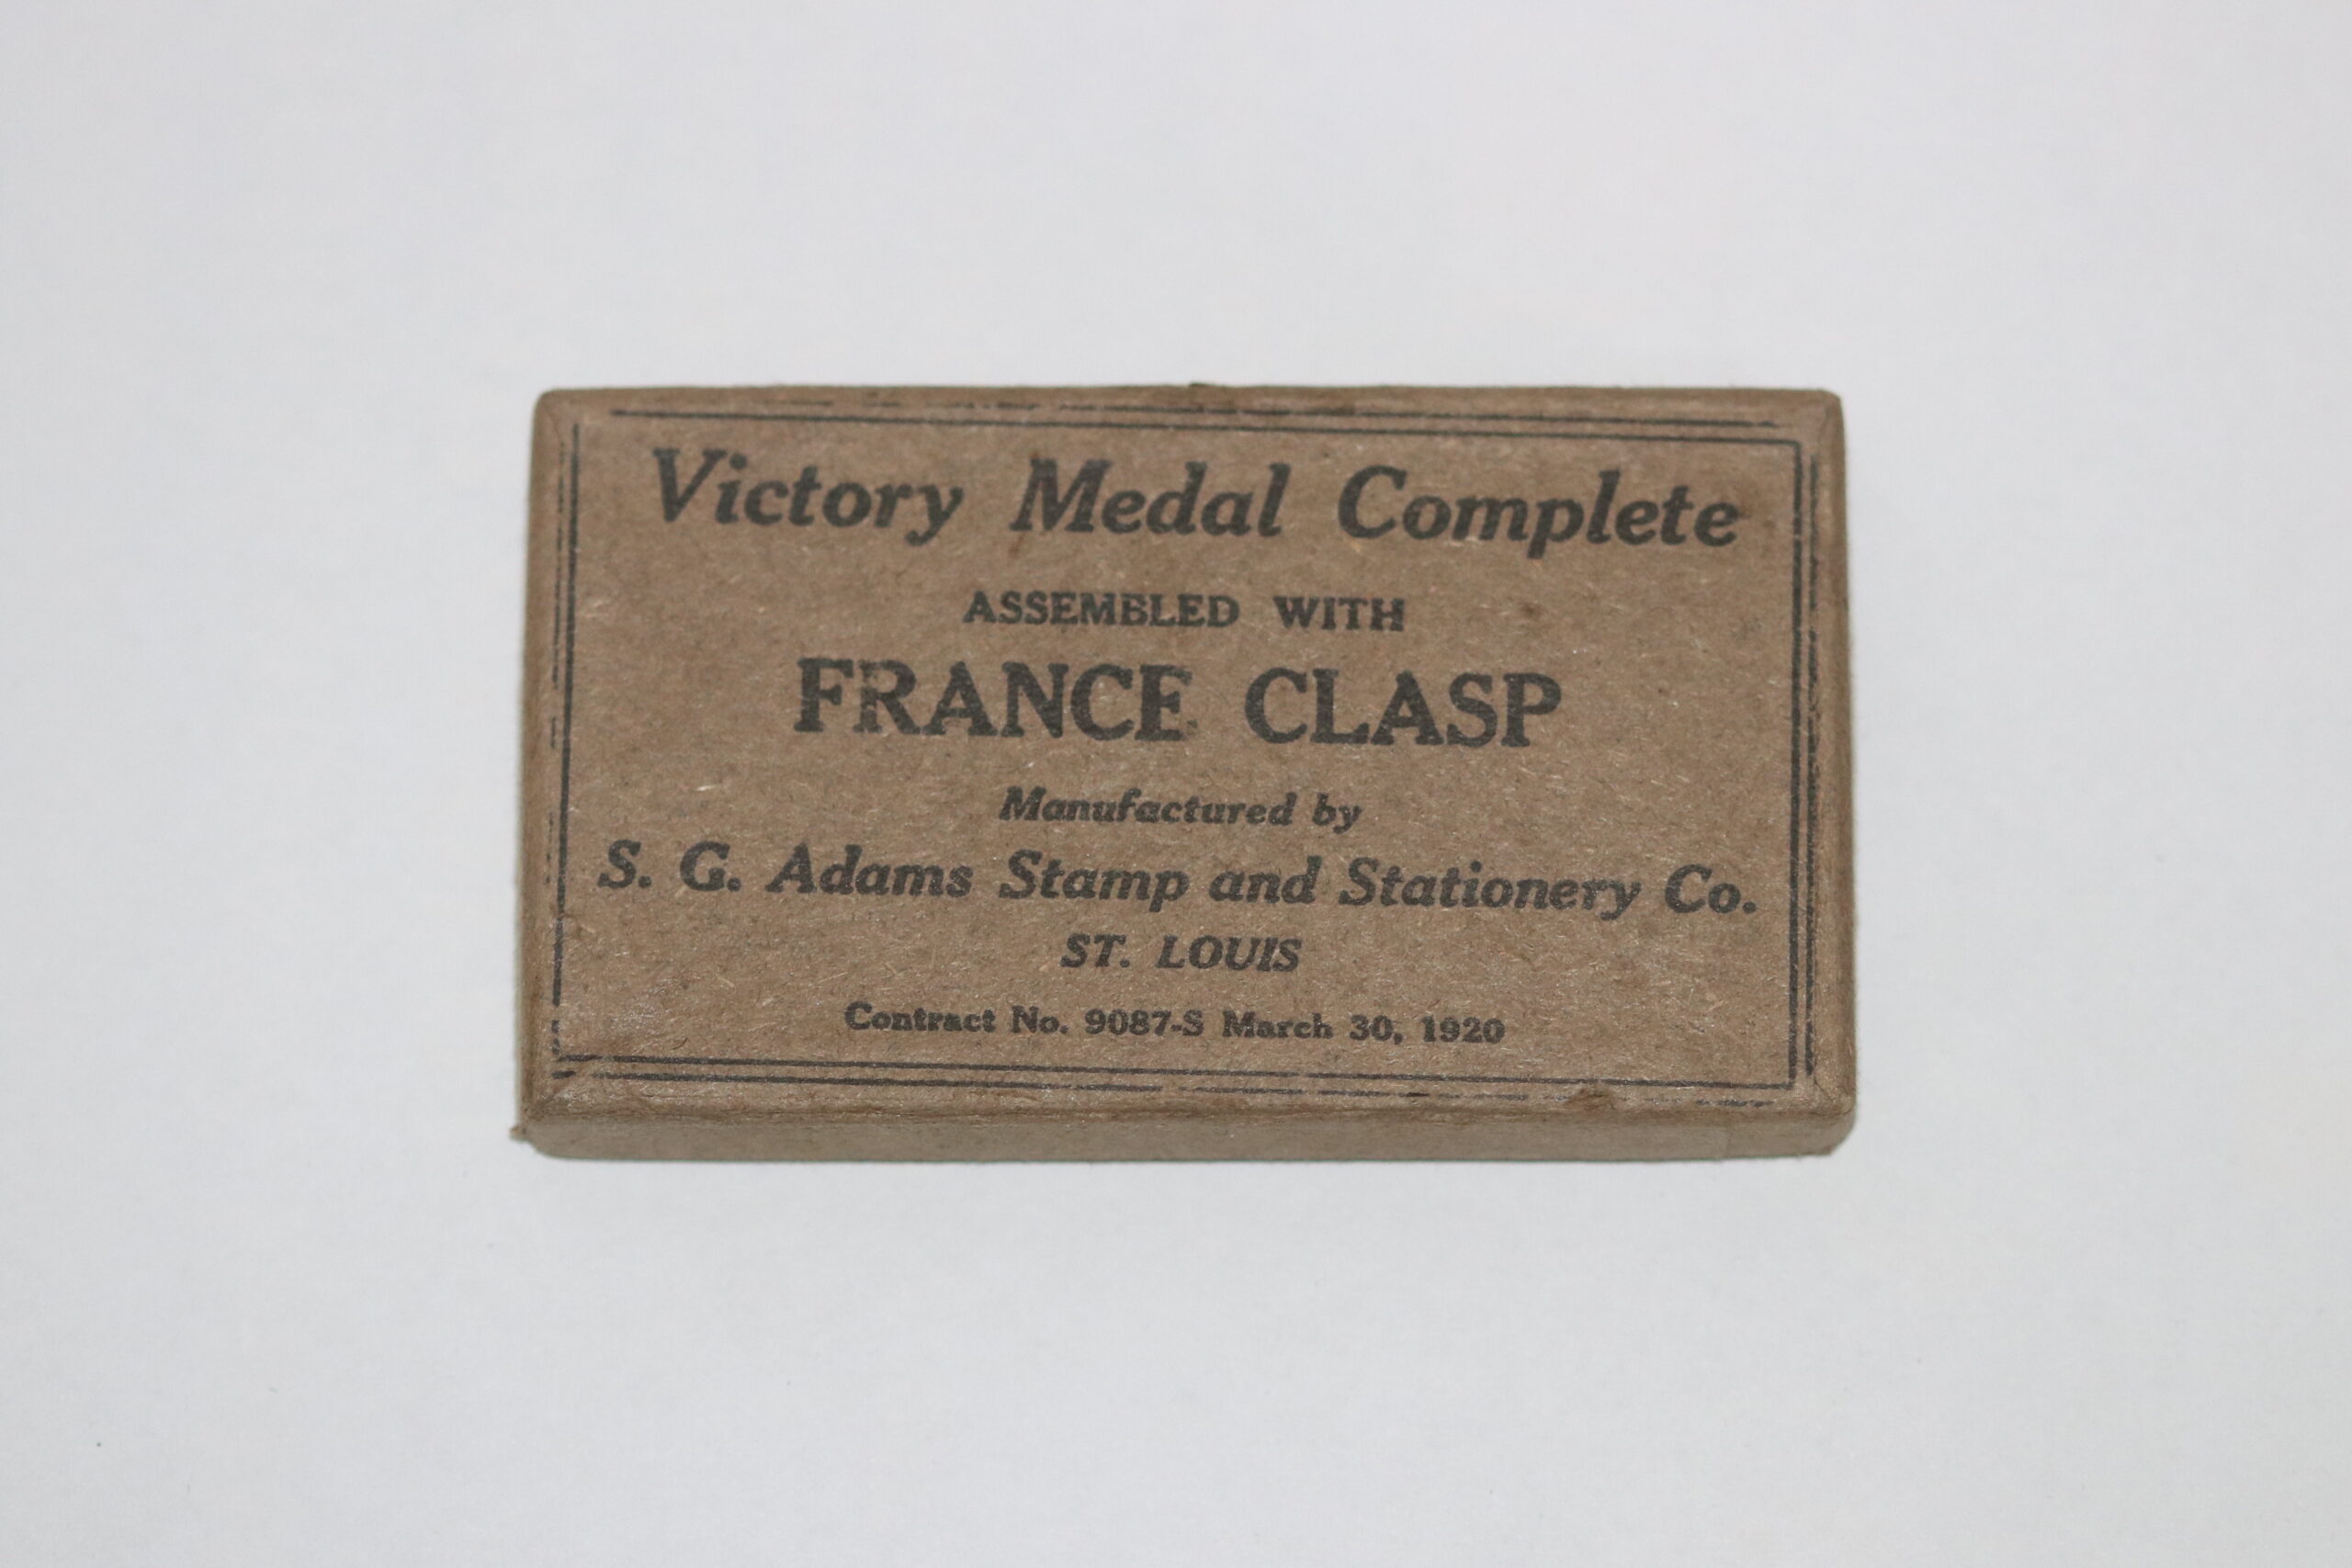 Victory Medal Complete
ASSEMBLED WITH
FRANCE CLASP
Manufactured by
S. G. Adams Stamp and Stationery Co.
ST. LOUIS
Contract No. 9087-S March 30, 1920